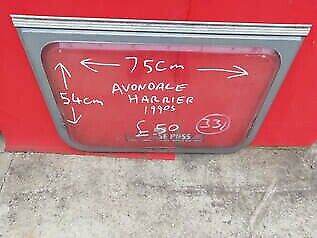 75cm
54cm
AVONDALE
HARRIER
1990s
£50
33